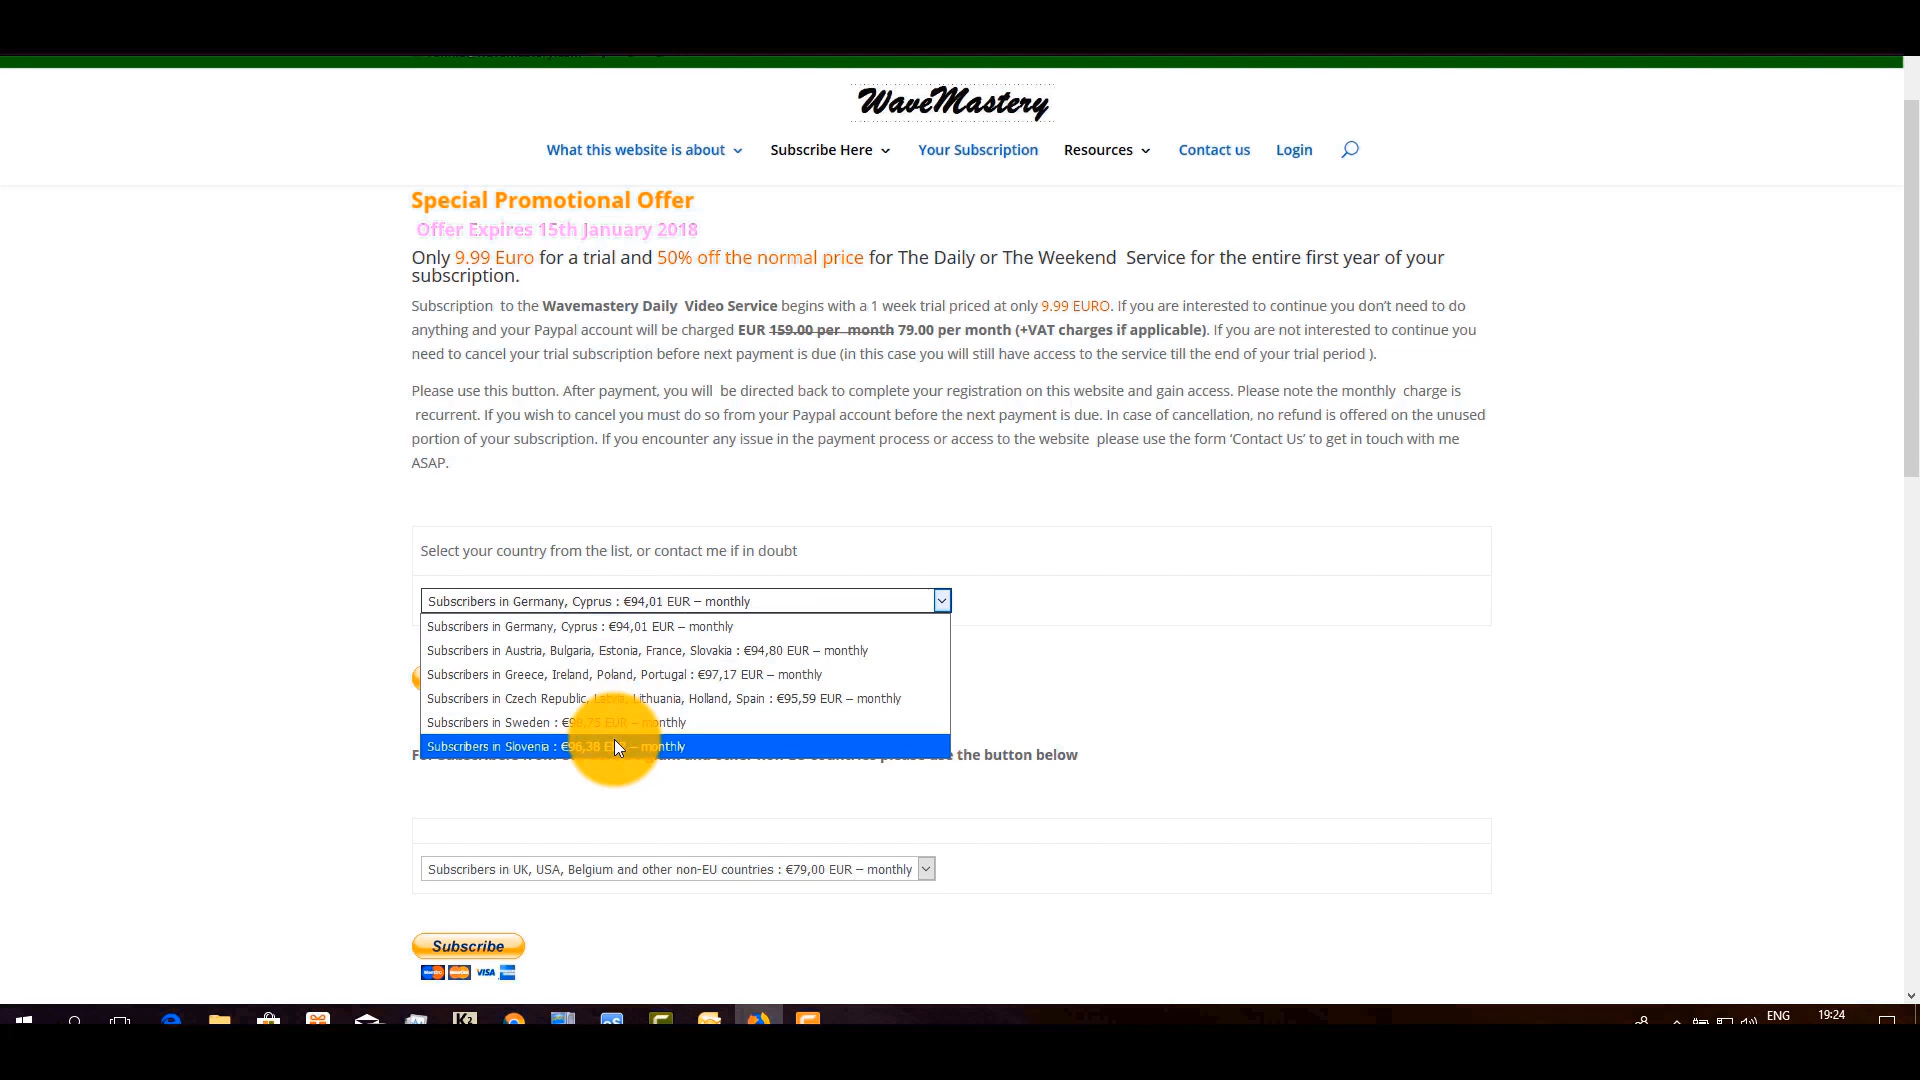 WaveMastery
What this website is about Subscribe Here Your Subscription Resources Contact us Login
Special Promotional Offer
Offer Expires 15th January 2018
Only 9.99 Euro for a trial and 50% off the normal price for The Daily or The Weekend Service for the entire first year of your
subscription.
Subscription to the Wavemastery Daily Video Service begins with a 1 week trial priced at only 9.99 EURO. If you are interested to continue you don't need to do
anything and your Paypal account will be charged EUR 159.00 per month 79.00 per month (+VAT charges if applicable). If you are not interested to continue you
need to cancel your trial subscription before next payment is due (in this case you will still have access to the service till the end of your trial period ).
Please use this button. After payment, you will be directed back to complete your registration on this website and gain access. Please note the monthly charge is
recurrent. If you wish to cancel you must do so from your Paypal account before the next payment is due. In case of cancellation, no refund is offered on the unused
portion of your subscription. If you encounter any issue in the payment process or access to the website please use the form ‘Contact Us’ to get in touch with me
ASAP.
Select your country from the list, or contact me if in doubt
Subscribers in Germany, Cyprus : €94,01 EUR – monthly
Subscribers in Germany, Cyprus : €94,01 EUR – monthly
Subscribers in Austria, Bulgaria, Estonia, France, Slovakia : €94,80 EUR – monthly
Subscribers in Greece, Ireland, Poland, Portugal : €97,17 EUR – monthly
Subscribers in Czech Republic, Latvia, Lithuania, Holland, Spain : €95,59 EUR – monthly
Subscribers in Sweden : €98,75 EUR – monthly
Subscribers in Slovenia : €96,38 EUR – monthly
the button below
Subscribers in UK, USA, Belgium and other non-EU countries : €79,00 EUR – monthly
Subscribe
VISA
ENG 19:24